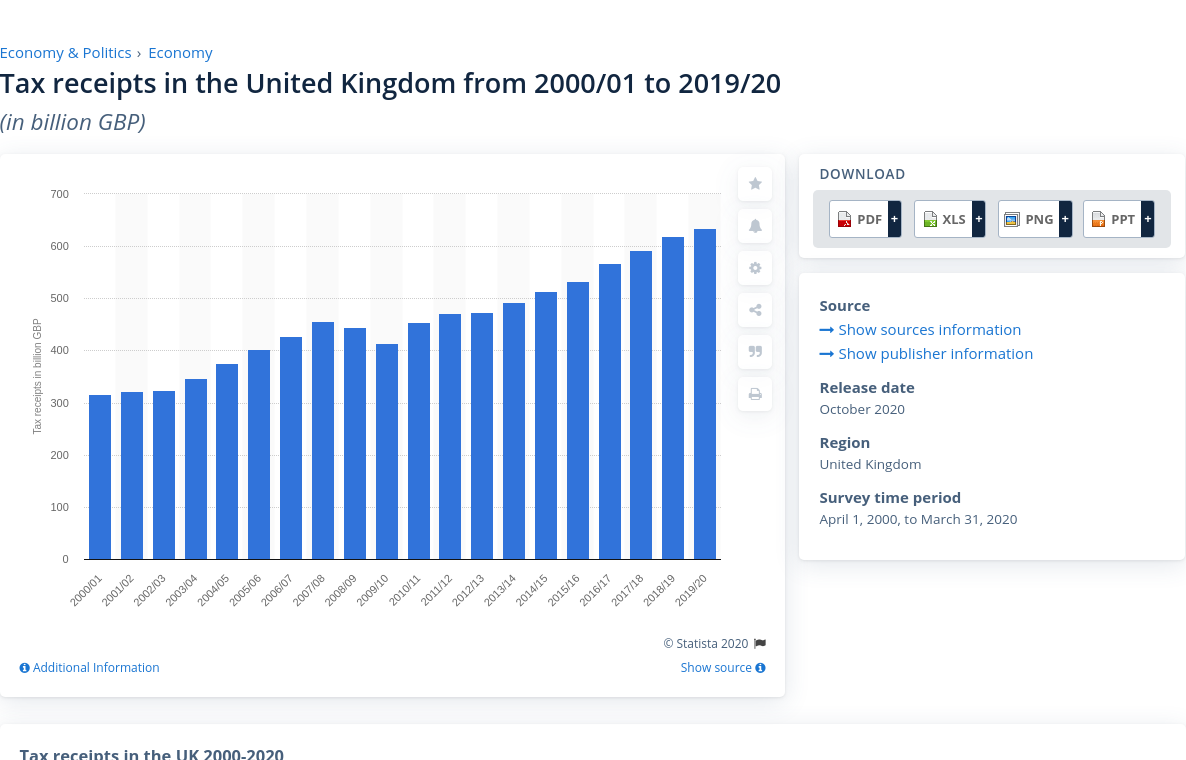 Economy & Politics › Economy
Tax receipts in the United Kingdom from 2000/01 to 2019/20
(in billion GBP)
Tax receipts in billion GBP
700
600
500
400
300
200
100
0
2000/01
2001/02
2002/03
2003/04
2004/05
2005/06
2006/07
2007/08
2008/09
2009/10
2010/11
2011/12
2012/13
2013/14
2014/15
2015/16
2016/17
2017/18
2018/19
2019/20
© Statista 2020
Additional Information
Show source
DOWNLOAD
PDF + XLS + PNG + PPT +
Source
Show sources information
Show publisher information
Release date
October 2020
Region
United Kingdom
Survey time period
April 1, 2000, to March 31, 2020
Tax receipts in the UK 2000-2020